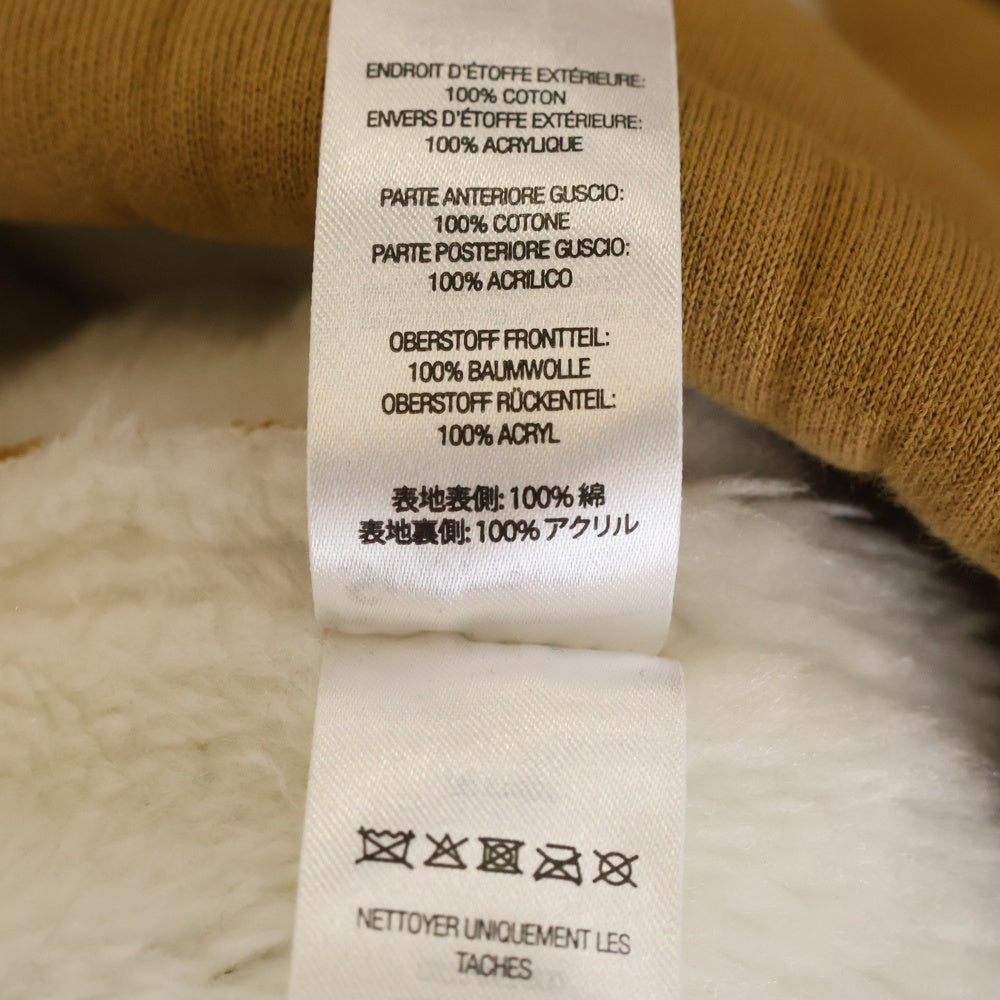 ENDROIT D'ÉTOFFE EXTÉRIEURE:
100% COTON
ENVERS D'ÉTOFFE EXTÉRIEURE:
100% ACRYLIQUE
PARTE ANTERIORE GUSCIO:
100% COTONE
PARTE POSTERIORE GUSCIO:
100% ACRILICO
OBERSTOFF FRONTTEIL:
100% BAUMWOLLE
OBERSTOFF RÜCKENTEIL:
100% ACRYL
表地表側: 100% 綿
表地裏側: 100% アクリル
NETTOYER UNIQUEMENT LES
TACHES